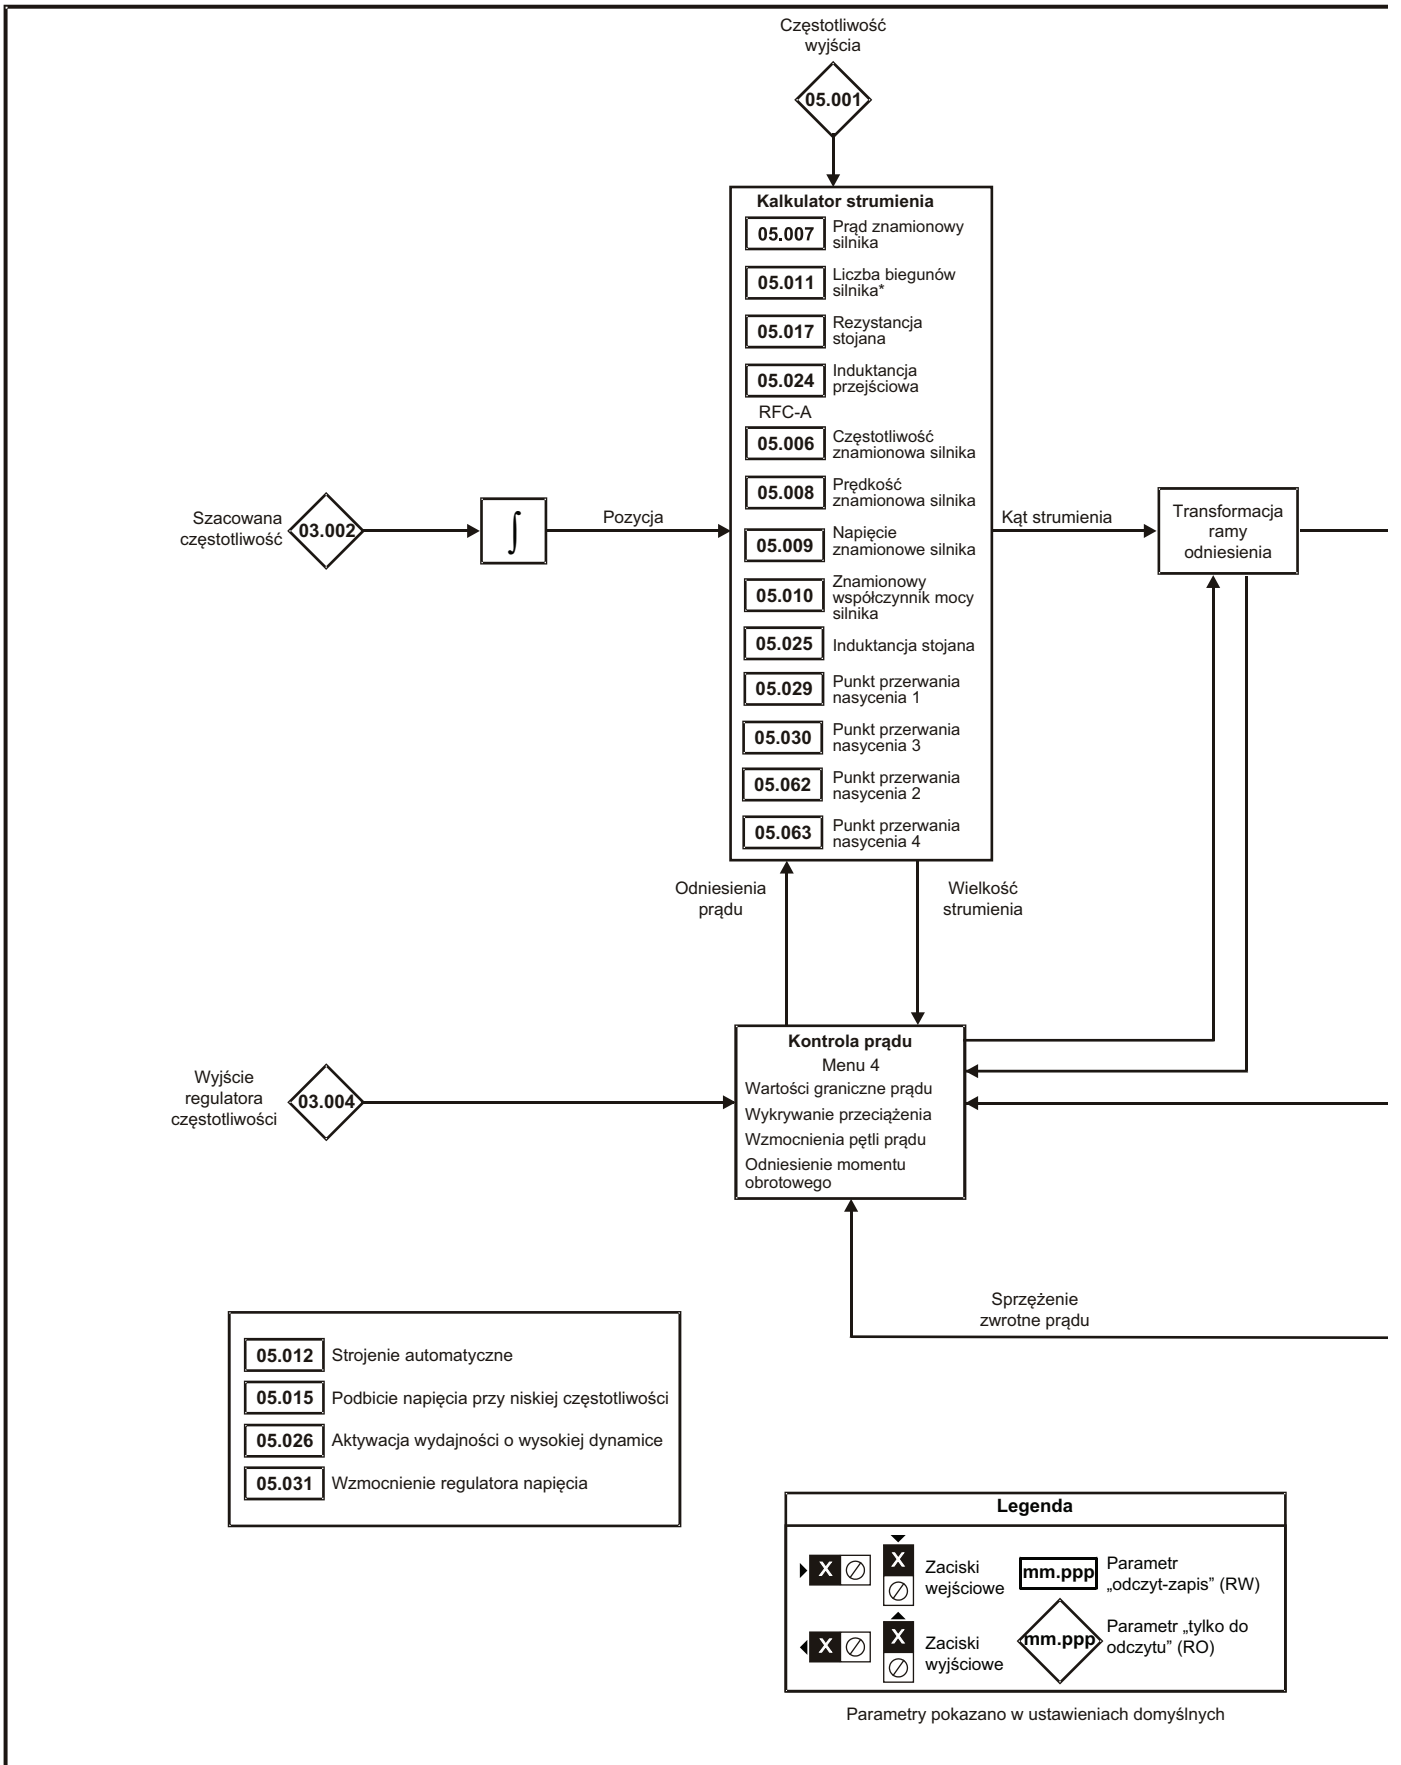 Częstotliwość
wyjścia
05.001
Kalkulator strumienia
05.007 Prąd znamionowy
silnika
05.011 Liczba biegunów
silnika*
05.017 Rezystancja
stojana
05.024 Induktancja
przejściowa
RFC-A
05.006 Częstotliwość
znamionowa silnika
05.008 Prędkość
znamionowa silnika
05.009 Napięcie
znamionowe silnika
05.010 Znamionowy
współczynnik mocy
silnika
05.025 Induktancja stojana
05.029 Punkt przerwania
nasycenia 1
05.030 Punkt przerwania
nasycenia 3
05.062 Punkt przerwania
nasycenia 2
05.063 Punkt przerwania
nasycenia 4
Szacowana
częstotliwość
03.002
∫
Pozycja
Kąt strumienia
Transformacja
ramy
odniesienia
Odniesienia
prądu
Wielkość
strumienia
Wyjście
regulatora
częstotliwości
03.004
Kontrola prądu
Menu 4
Wartości graniczne prądu
Wykrywanie przeciążenia
Wzmocnienia pętli prądu
Odniesienie momentu
obrotowego
Sprzężenie
zwrotne prądu
05.012 Strojenie automatyczne
05.015 Podbicie napięcia przy niskiej częstotliwości
05.026 Aktywacja wydajności o wysokiej dynamice
05.031 Wzmocnienie regulatora napięcia
Legenda
X X Zaciski
wejściowe
mm.ppp Parametr
„odczyt-zapis” (RW)
X X Zaciski
wyjściowe
mm.ppp Parametr „tylko do
odczytu” (RO)
Parametry pokazano w ustawieniach domyślnych